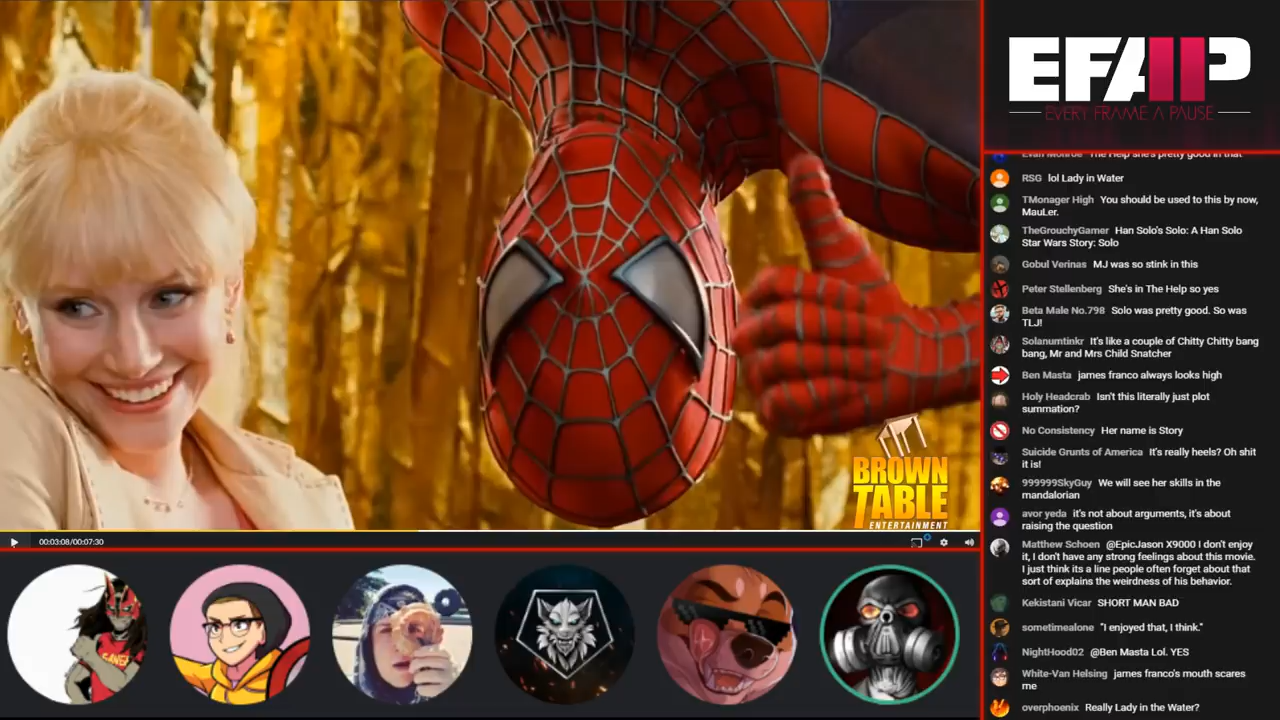 EFAP
EVERY FRAME A PAUSE
Evan Monroe The Help she's pretty good in that
RSG lol Lady in Water
TMonager High You should be used to this by now,
MauLer.
TheGrouchyGamer Han Solo's Solo: A Han Solo
Star Wars Story: Solo
Gobul Verinas MJ was so stink in this
Peter Stellenberg She's in The Help so yes
Beta Male No.798 Solo was pretty good. So was
TLJ!
Solanumtinkr It's like a couple of Chitty Chitty bang
bang, Mr and Mrs Child Snatcher
Ben Masta james franco always looks high
Holy Headcrab Isn't this literally just plot
summation?
No Consistency Her name is Story
Suicide Grunts of America It's really heels? Oh shit
it is!
999999SkyGuy We will see her skills in the
mandalorian
avor yeda it's not about arguments, it's about
raising the question
Matthew Schoen @EpicJason X9000 I don't enjoy
it, I don't have any strong feelings about this movie.
I just think its a line people often forget about that
sort of explains the weirdness of his behavior.
Kekistani Vicar SHORT MAN BAD
sometimealone "I enjoyed that, I think."
NightHood02 @Ben Masta Lol. YES
White-Van Helsing james franco's mouth scares
me
overphoenix Really Lady in the Water?
BROWN
TABLE
ENTERTAINMENT
00:03:08/00:07:30